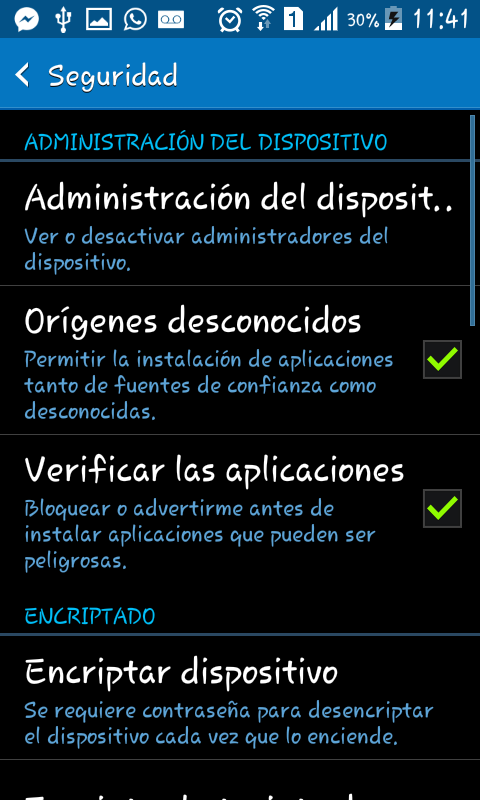 1 30% 11:41
Seguridad
ADMINISTRACIÓN DEL DISPOSITIVO
Administración del disposit..
Ver o desactivar administradores del
dispositivo.
Orígenes desconocidos
Permitir la instalación de aplicaciones
tanto de fuentes de confianza como
desconocidas.
Verificar las aplicaciones
Bloquear o advertirme antes de
instalar aplicaciones que pueden ser
peligrosas.
ENCRIPTADO
Encriptar dispositivo
Se requiere contraseña para desencriptar
el dispositivo cada vez que lo enciende.